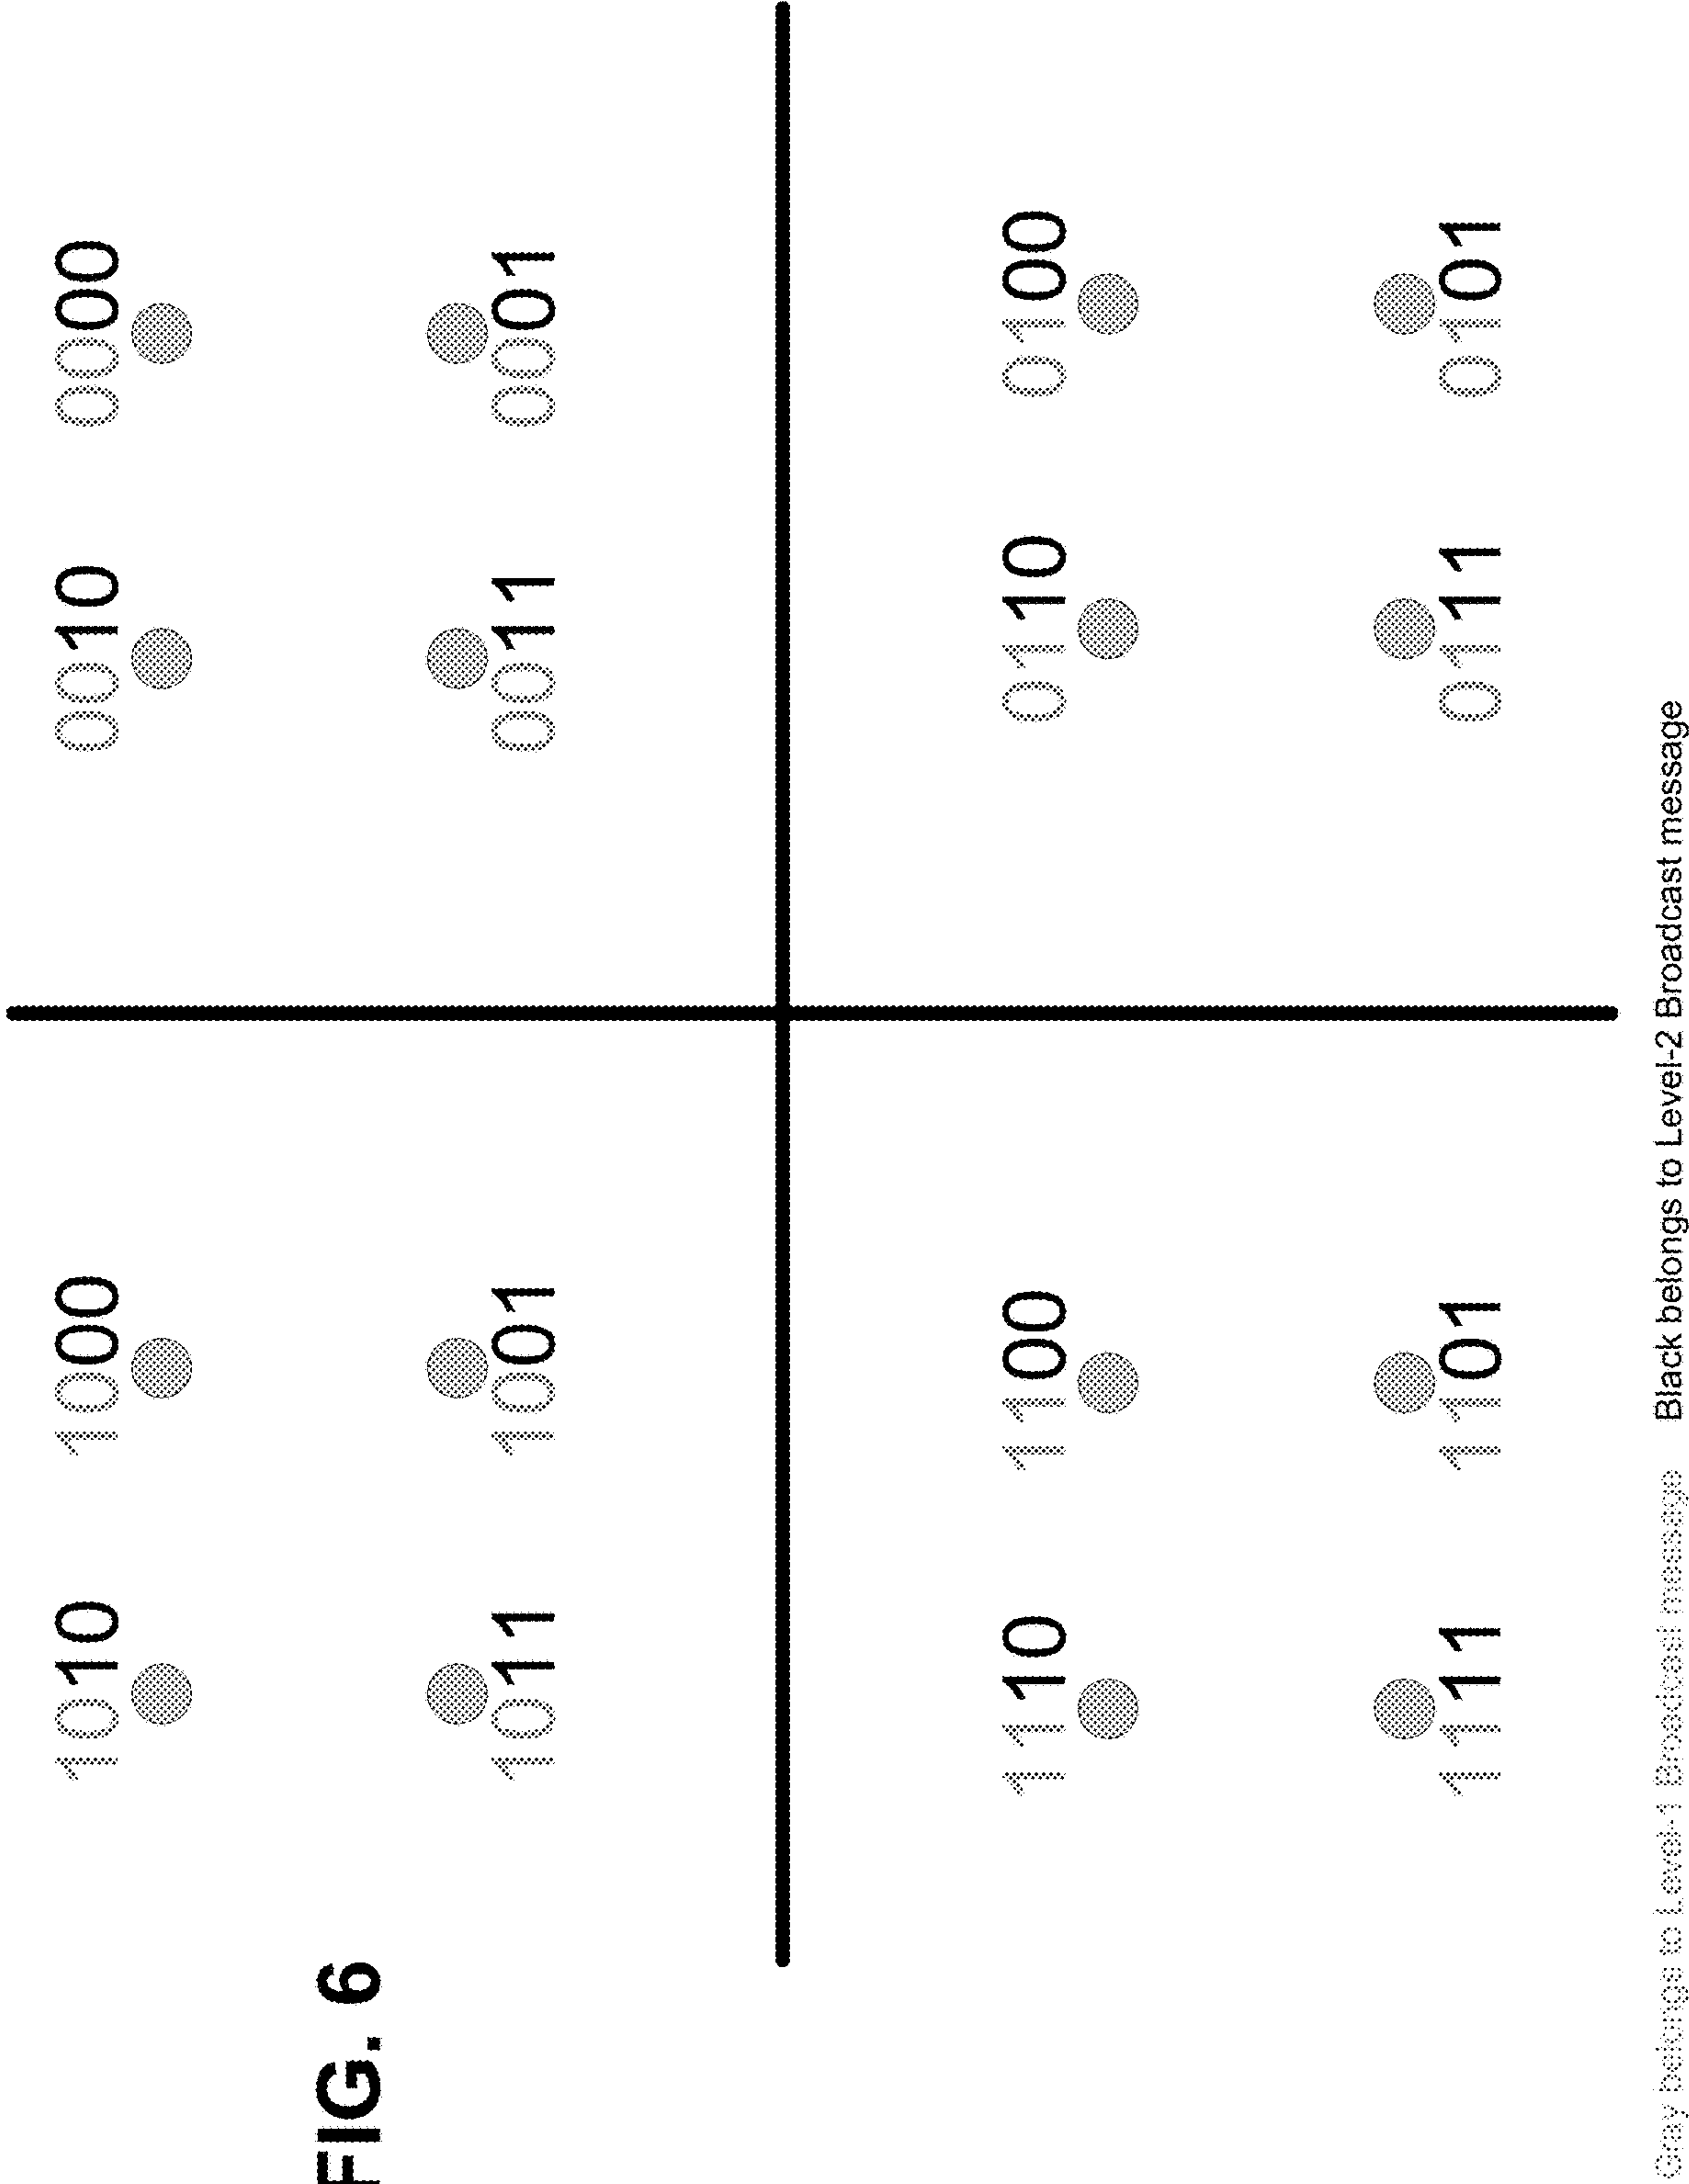 FIG. 6
1010 1000 0010 0000
1011 1001 0011 0001
1110 1100 0110 0100
1111 1101 0111 0101
Gray belongs to Level-1 Broadcast message Black belongs to Level-2 Broadcast message